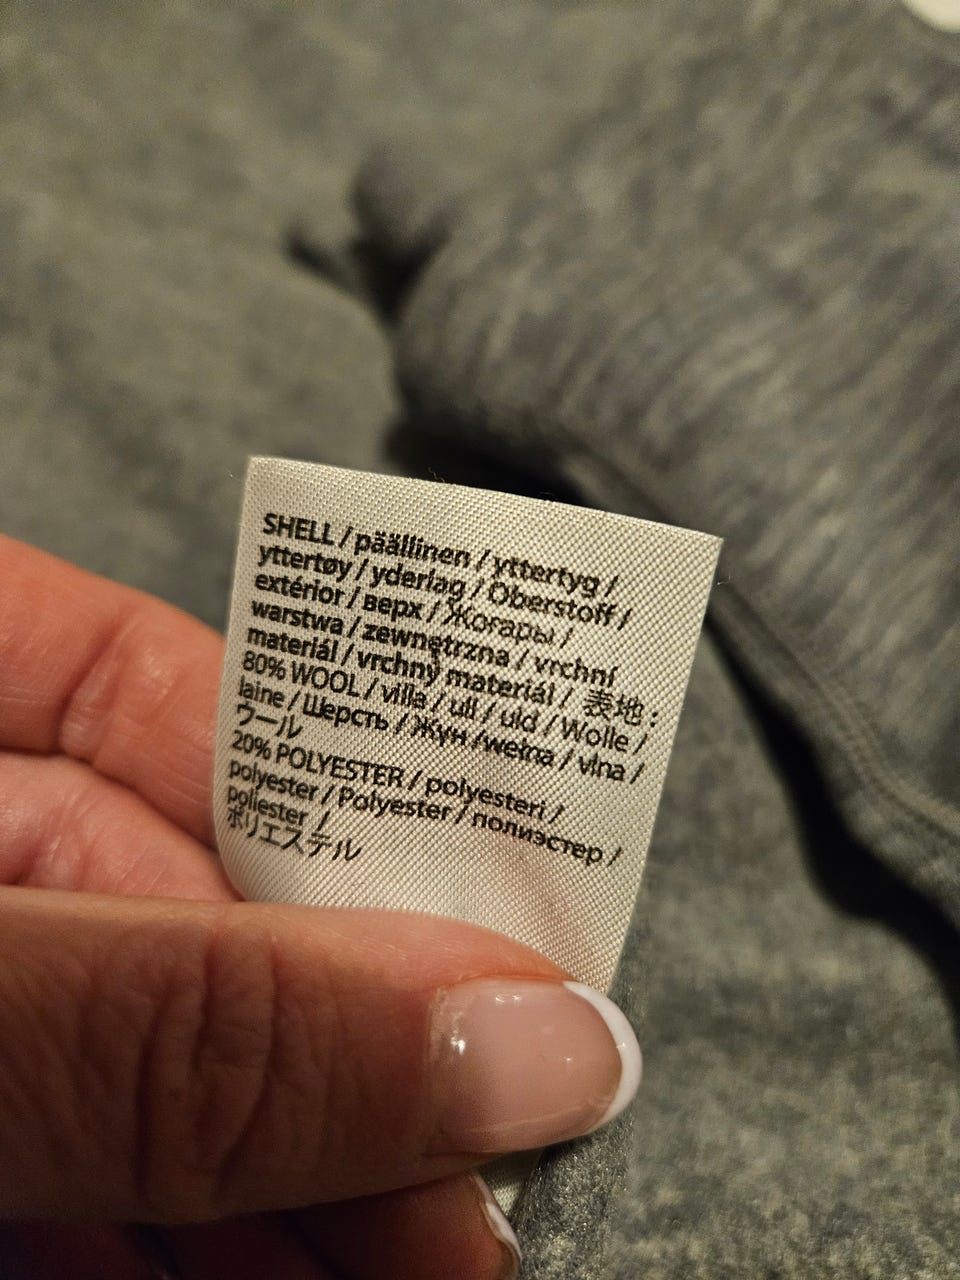 SHELL / päällinen / yttertyg /
yttertøy / yderlag / Oberstoff /
extérior / верх / Жоғары /
warstwa / zewnętrzna / vrchní
materiál / vrchný materiál / 表地:
80% WOOL / villa / ull / uld / Wolle /
laine / Шерсть / Жүн /wełna / vlna /
ウール
20% POLYESTER / polyesteri /
polyester / Polyester / полиэстер /
poliester /
ポリエステル